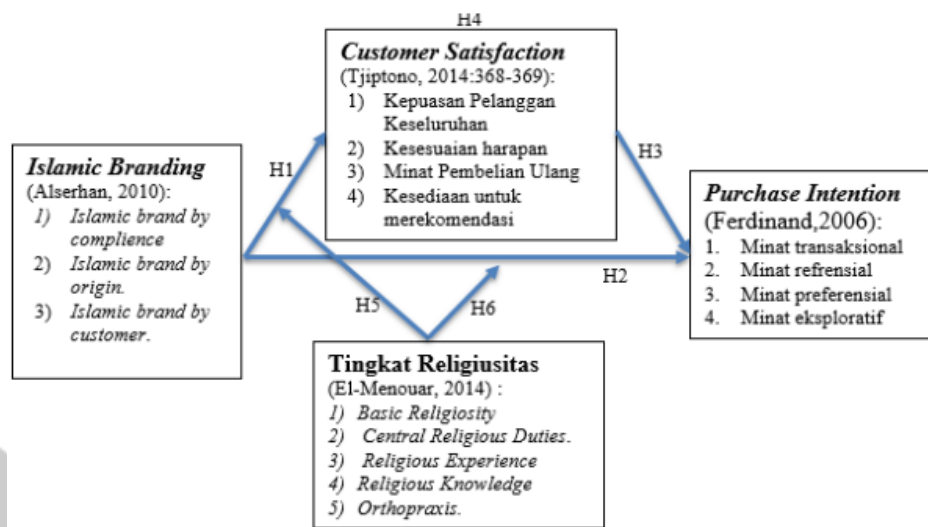 H4
Customer Satisfaction
(Tjiptono, 2014:368-369):
1) Kepuasan Pelanggan
Keseluruhan
2) Kesesuaian harapan
3) Minat Pembelian Ulang
4) Kesediaan untuk
merekomendasi
H1
H3
Islamic Branding
(Alserhan, 2010):
1) Islamic brand by
complience
2) Islamic brand by
origin.
3) Islamic brand by
customer.
Purchase Intention
(Ferdinand,2006):
1. Minat transaksional
2. Minat refrensial
3. Minat preferensial
4. Minat eksploratif
H2
H5
H6
Tingkat Religiusitas
(El-Menouar, 2014) :
1) Basic Religiosity
2) Central Religious Duties.
3) Religious Experience
4) Religious Knowledge
5) Orthopraxis.